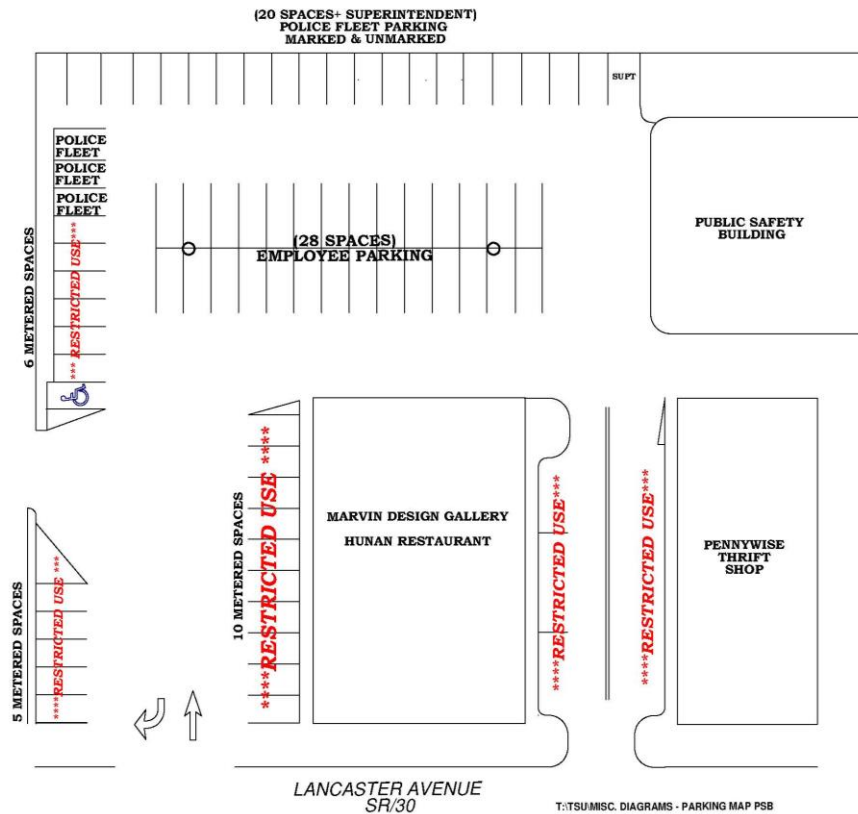 (20 SPACES+ SUPERINTENDENT)
POLICE FLEET PARKING
MARKED & UNMARKED
SUPT
POLICE
FLEET
POLICE
FLEET
POLICE
FLEET
6 METERED SPACES
*** RESTRICTED USE***
(28 SPACES)
EMPLOYEE PARKING
PUBLIC SAFETY
BUILDING
5 METERED SPACES
****RESTRICTED USE ***
10 METERED SPACES
****RESTRICTED USE ****
MARVIN DESIGN GALLERY
HUNAN RESTAURANT
****RESTRICTED USE***
****RESTRICTED USE***
PENNYWISE
THRIFT
SHOP
LANCASTER AVENUE
SR/30
T:\TSU\MISC. DIAGRAMS - PARKING MAP PSB